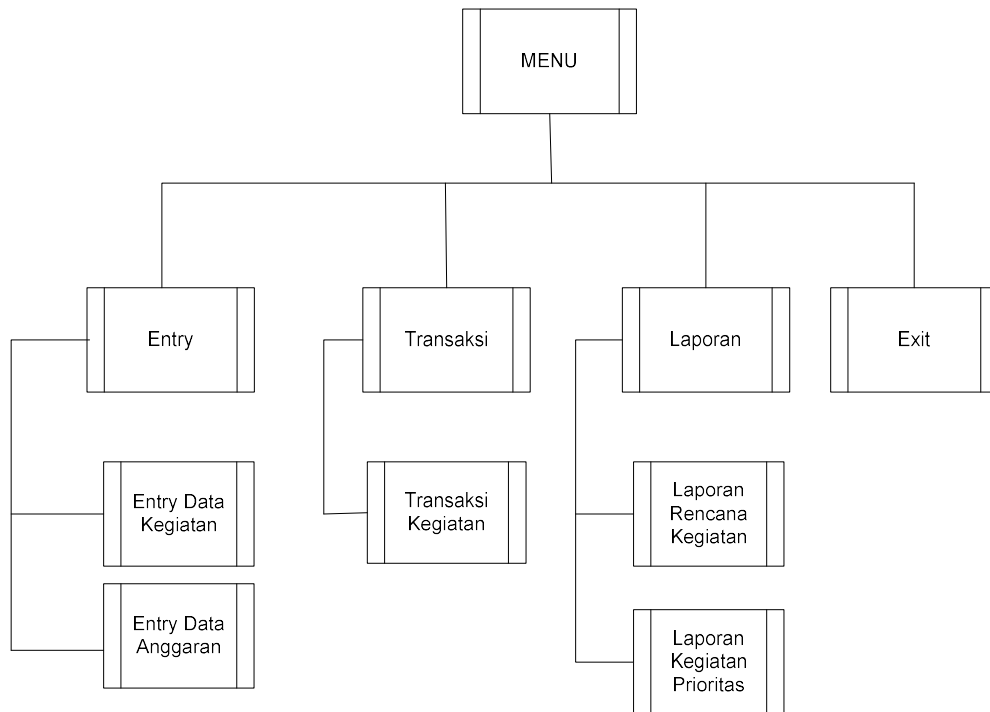 MENU
Entry
Transaksi
Laporan
Exit
Entry Data
Kegiatan
Transaksi
Kegiatan
Laporan
Rencana
Kegiatan
Entry Data
Anggaran
Laporan
Kegiatan
Prioritas